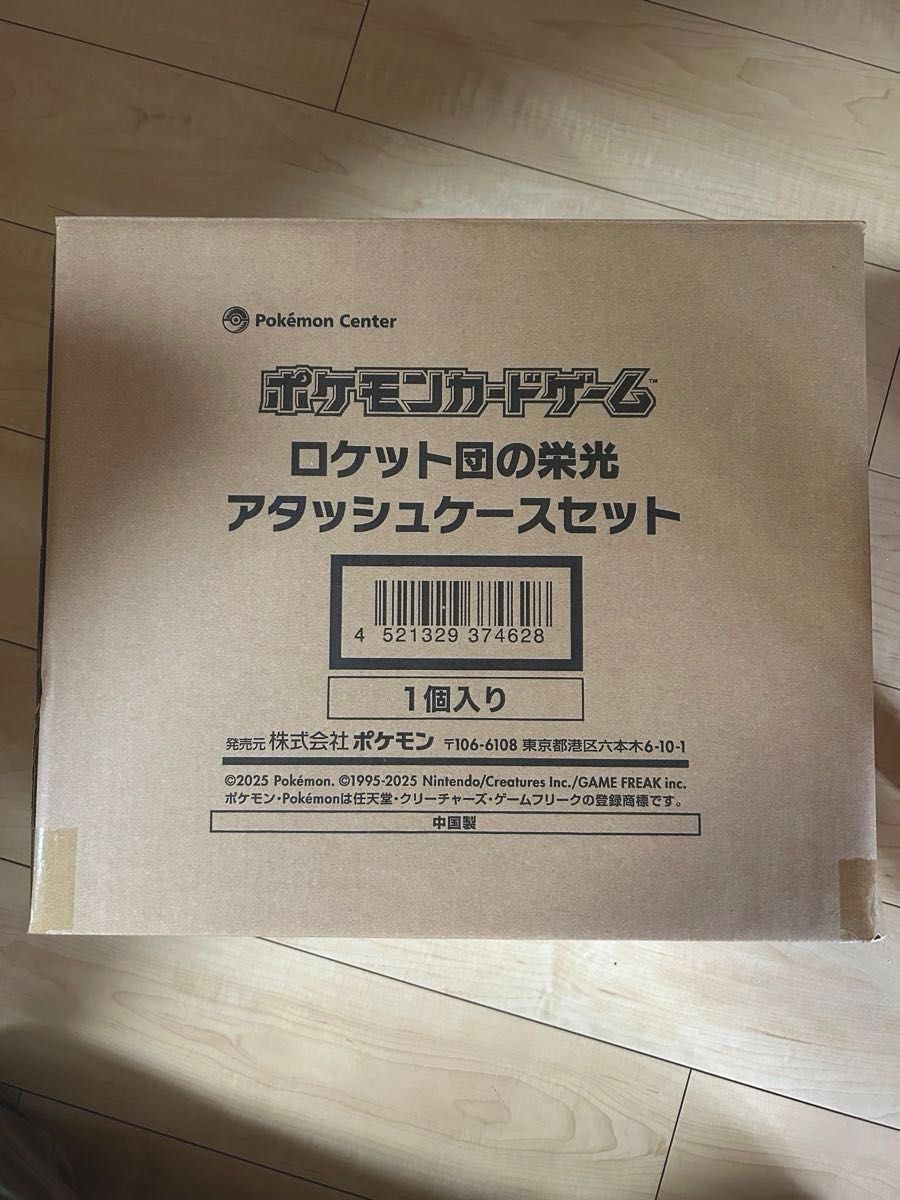 Pokémon Center
ポケモンカードゲーム™
ロケット団の栄光
アタッシュケースセット
4 521329 374628
1個入り
発売元 株式会社 ポケモン 〒106-6108 東京都港区六本木6-10-1
©2025 Pokémon. ©1995-2025 Nintendo/Creatures Inc./GAME FREAK inc.
ポケモン・Pokémonは任天堂・クリーチャーズ・ゲームフリークの登録商標です。
中国製